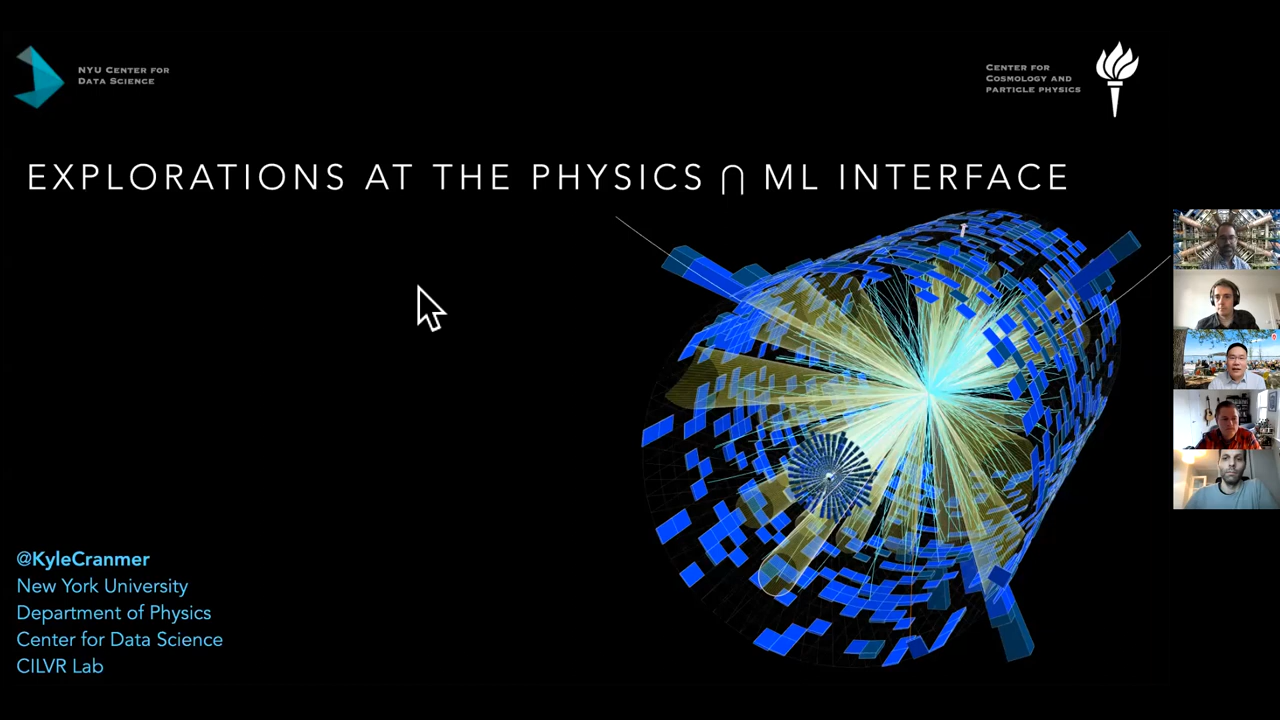 NYU CENTER FOR
DATA SCIENCE
CENTER FOR
COSMOLOGY AND
PARTICLE PHYSICS
EXPLORATIONS AT THE PHYSICS ∩ ML INTERFACE
@KyleCranmer
New York University
Department of Physics
Center for Data Science
CILVR Lab